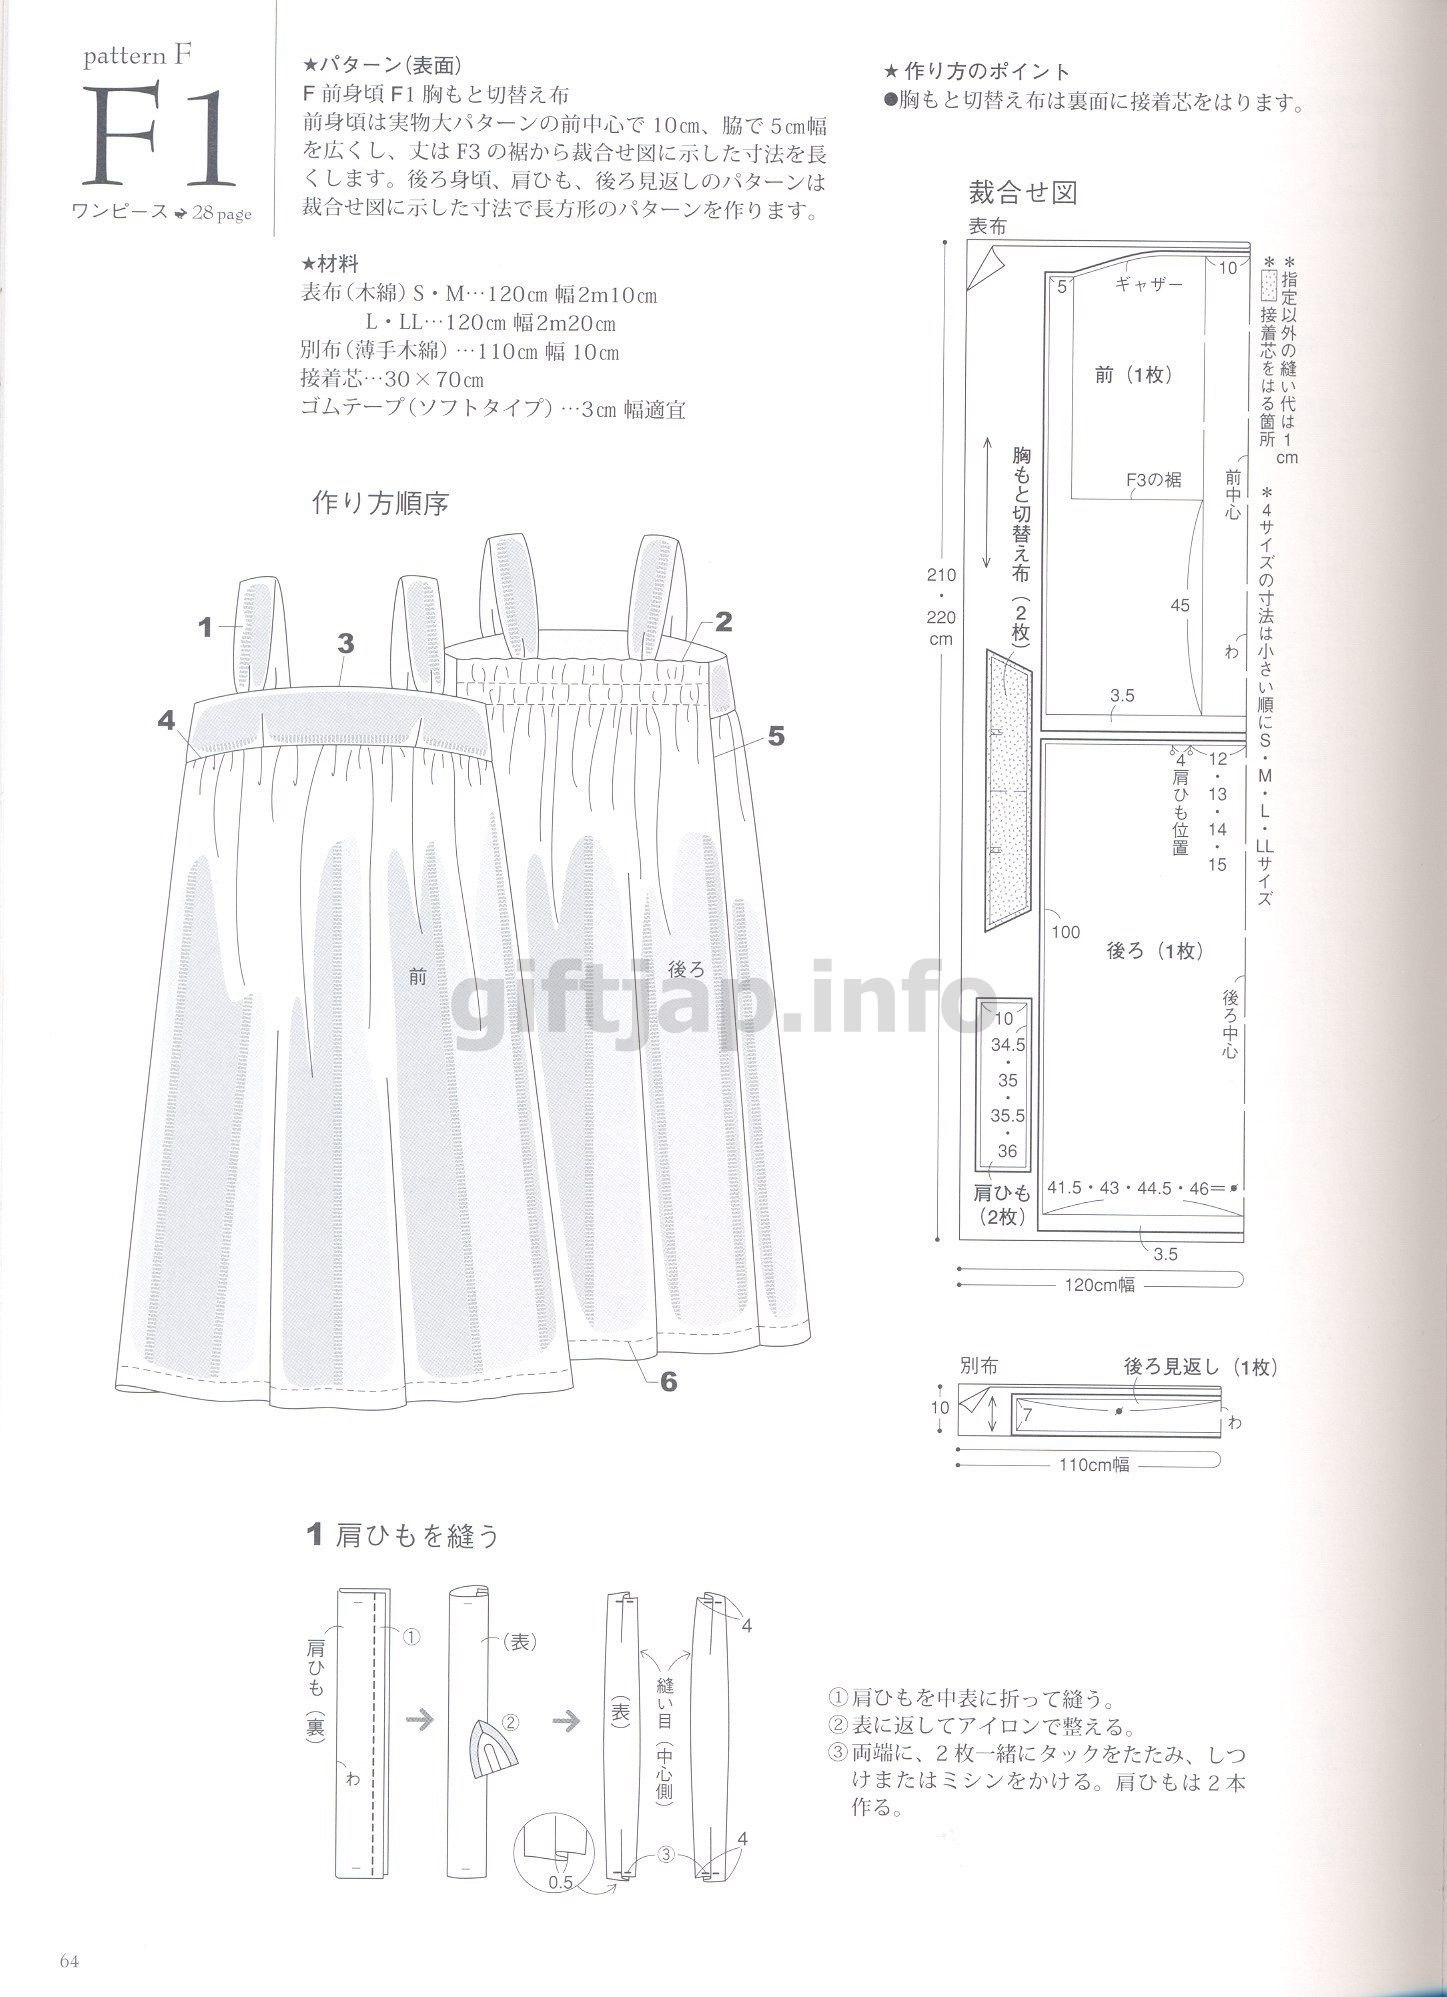 pattern F
F1
ワンピース 28 page
★パターン(表面)
F 前身頃 F1 胸もと切替え布
前身頃は実物大パターンの前中心で 10㎝、脇で 5㎝幅
を広くし、丈は F3 の裾から裁合せ図に示した寸法を長
くします。後ろ身頃、肩ひも、後ろ見返しのパターンは
裁合せ図に示した寸法で長方形のパターンを作ります。
★材料
表布(木綿) S・M…120㎝ 幅2m10㎝
L・LL…120㎝ 幅2m20㎝
別布(薄手木綿) …110㎝ 幅 10㎝
接着芯…30×70㎝
ゴムテープ(ソフトタイプ) …3㎝ 幅適宜
★ 作り方のポイント
●胸もと切替え布は裏面に接着芯をはります。
作り方順序
1
2
3
4
5
6
前
後ろ
裁合せ図
表布
10
5
ギャザー
前 (1枚)
F3の裾
前中心
45
わ
3.5
胸もと切替え布 (2枚)
210
・
220
cm
4
肩ひも位置
12
・
13
・
14
・
15
100
後ろ (1枚)
後ろ中心
10
34.5
・
35
・
35.5
・
36
肩ひも
(2枚)
41.5・43・44.5・46=
3.5
120cm幅
＊指定以外の縫い代は1cm
＊ 接着芯をはる箇所
＊4サイズの寸法は小さい順にS・M・L・LLサイズ
別布
後ろ見返し (1枚)
10
7
わ
110cm幅
giftjap.info
1 肩ひもを縫う
肩ひも(裏)
①
わ
(表)
②
(表)
縫い目(中心側)
4
③
4
0.5
①肩ひもを中表に折って縫う。
②表に返してアイロンで整える。
③両端に、2 枚一緒にタックをたたみ、しつ
けまたはミシンをかける。肩ひもは 2 本
作る。
64